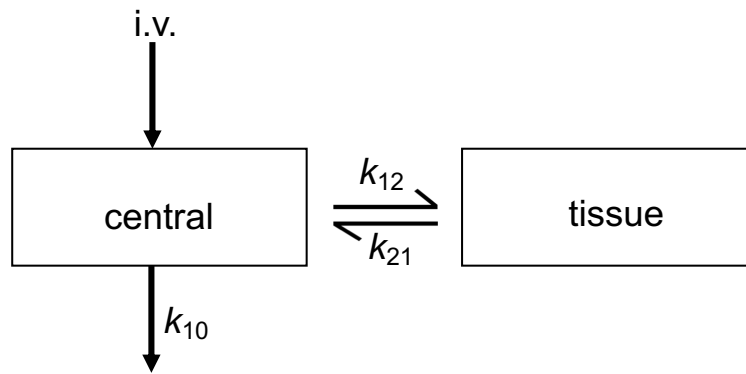 i.v.
k12
central
tissue
k21
k10